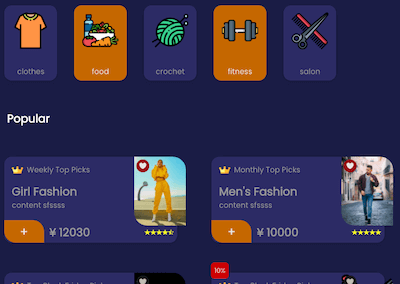 clothes food crochet fitness salon
Popular
Weekly Top Picks
Girl Fashion
content sfssss
+ ¥ 12030
Monthly Top Picks
Men's Fashion
content sfssss
+ ¥ 10000
10%